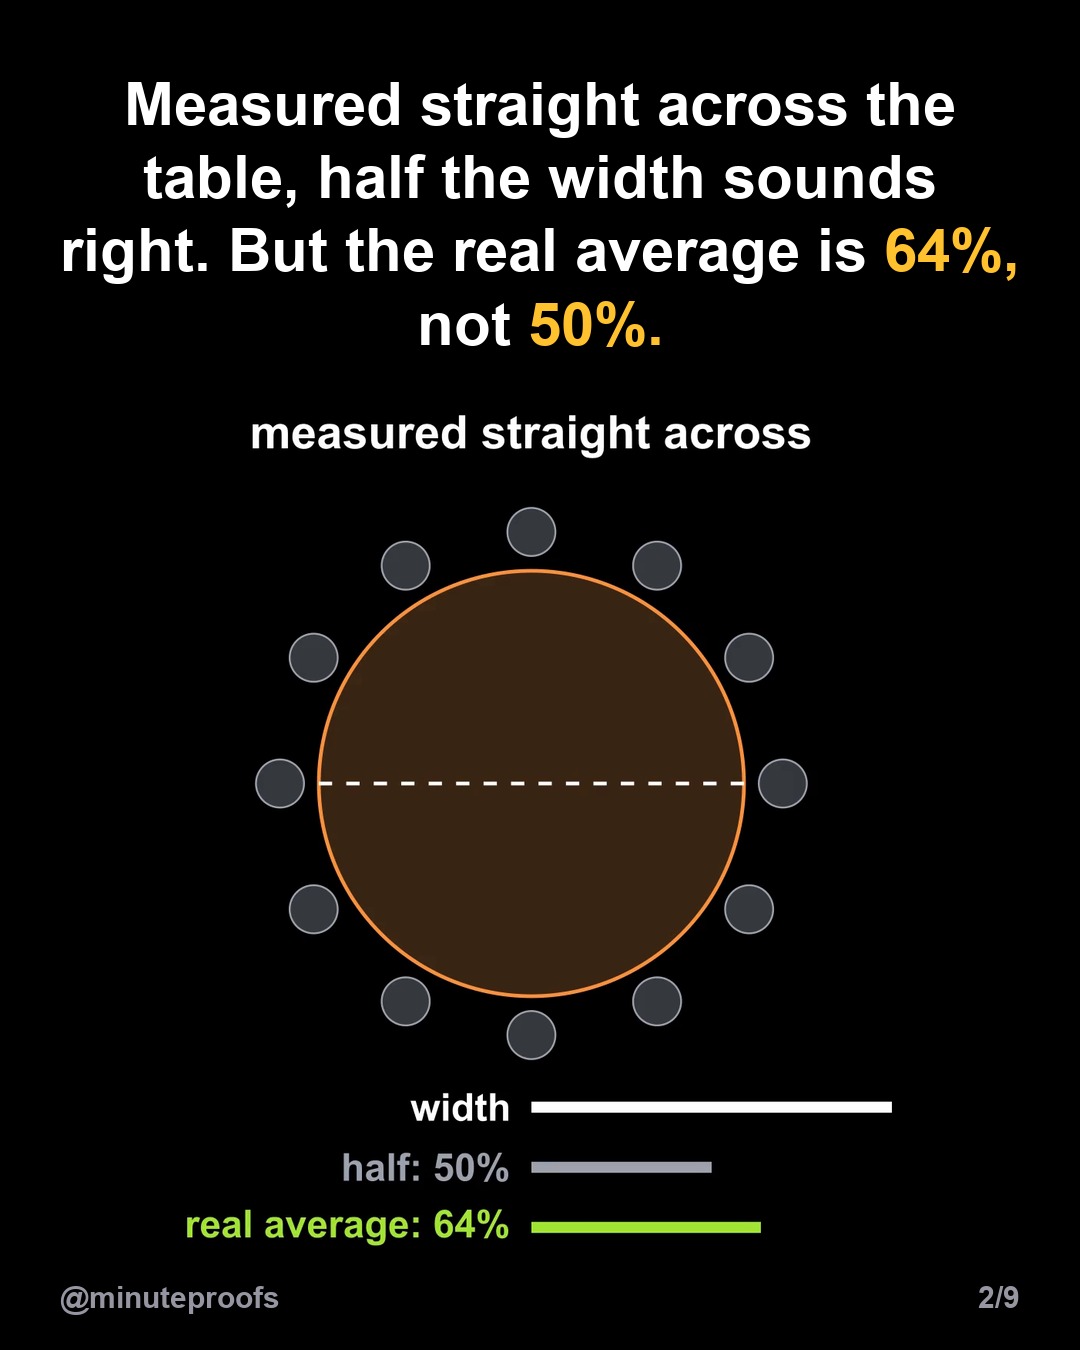 Measured straight across the
table, half the width sounds
right. But the real average is 64%,
not 50%.
measured straight across
width
half: 50%
real average: 64%
@minuteproofs
2/9